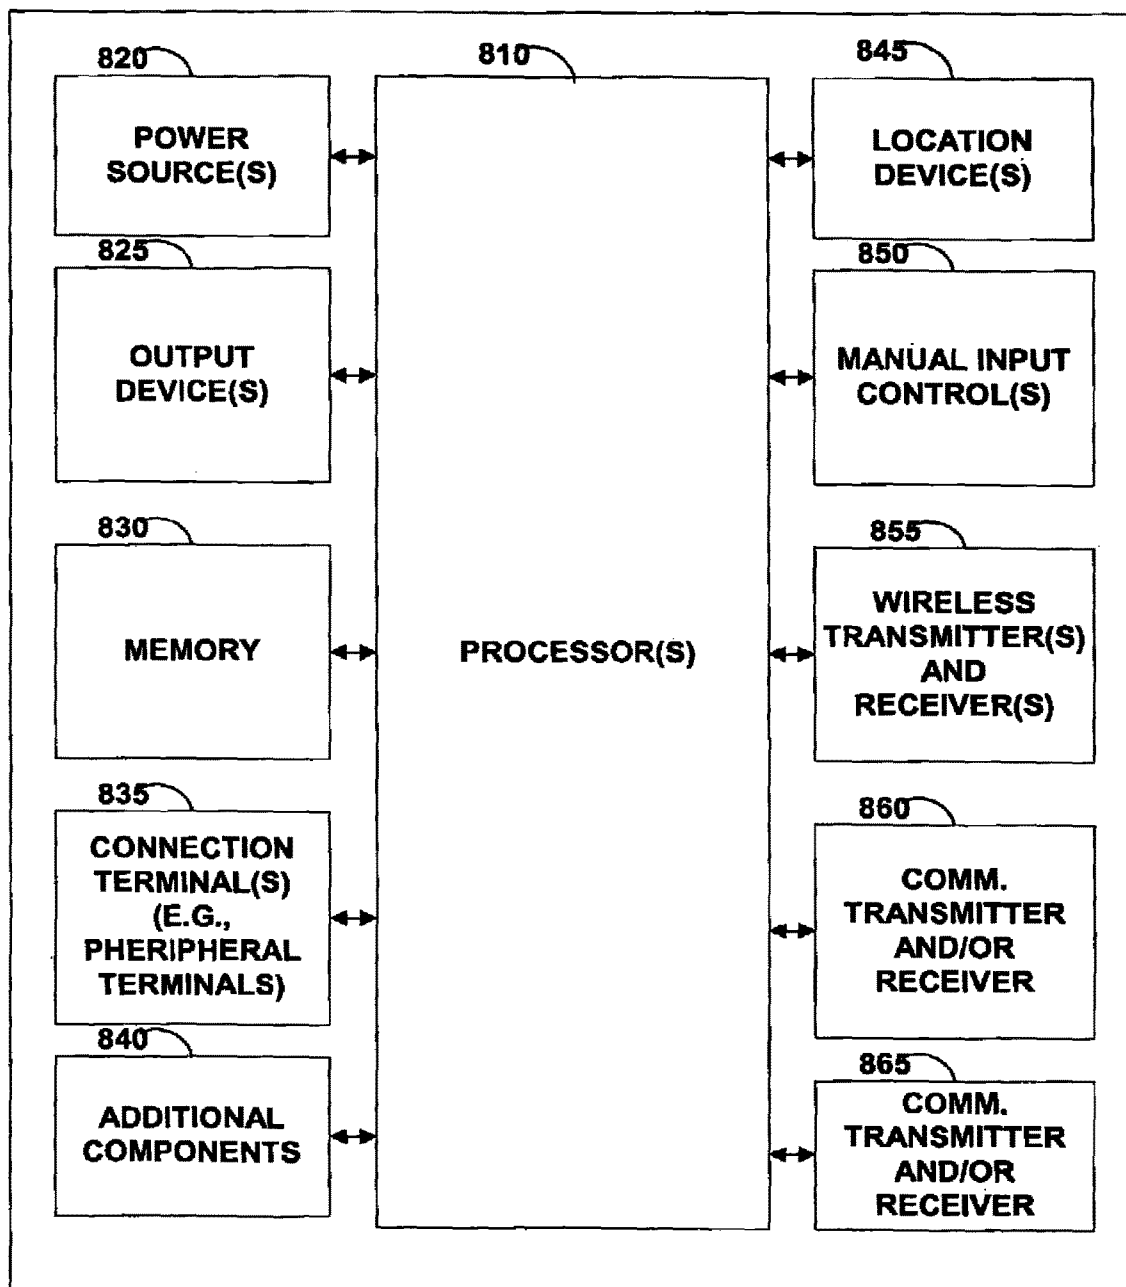 820
POWER
SOURCE(S)
825
OUTPUT
DEVICE(S)
830
MEMORY
835
CONNECTION
TERMINAL(S)
(E.G.,
PHERIPHERAL
TERMINALS)
840
ADDITIONAL
COMPONENTS
810
PROCESSOR(S)
845
LOCATION
DEVICE(S)
850
MANUAL INPUT
CONTROL(S)
855
WIRELESS
TRANSMITTER(S)
AND
RECEIVER(S)
860
COMM.
TRANSMITTER
AND/OR
RECEIVER
865
COMM.
TRANSMITTER
AND/OR
RECEIVER